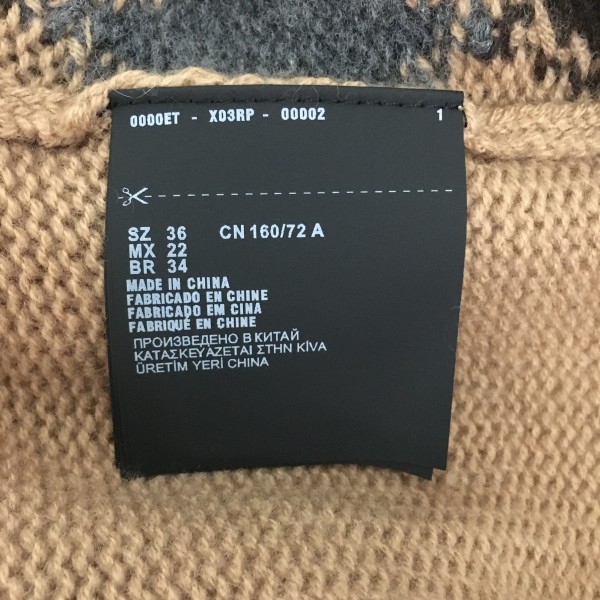 0000ET - X03RP - 00002 1
SZ 36 CN 160/72 A
MX 22
BR 34
MADE IN CHINA
FABRICADO EN CHINE
FABRICADO EM CINA
FABRIQUÉ EN CHINE
ПРОИЗВЕДЕНО В КИТАЙ
ΚΑΤΑΣΚΕΥΑΖΕΤΑΙ ΣΤΗΝ ΚΙVΑ
ÜRETİM YERİ CHINA